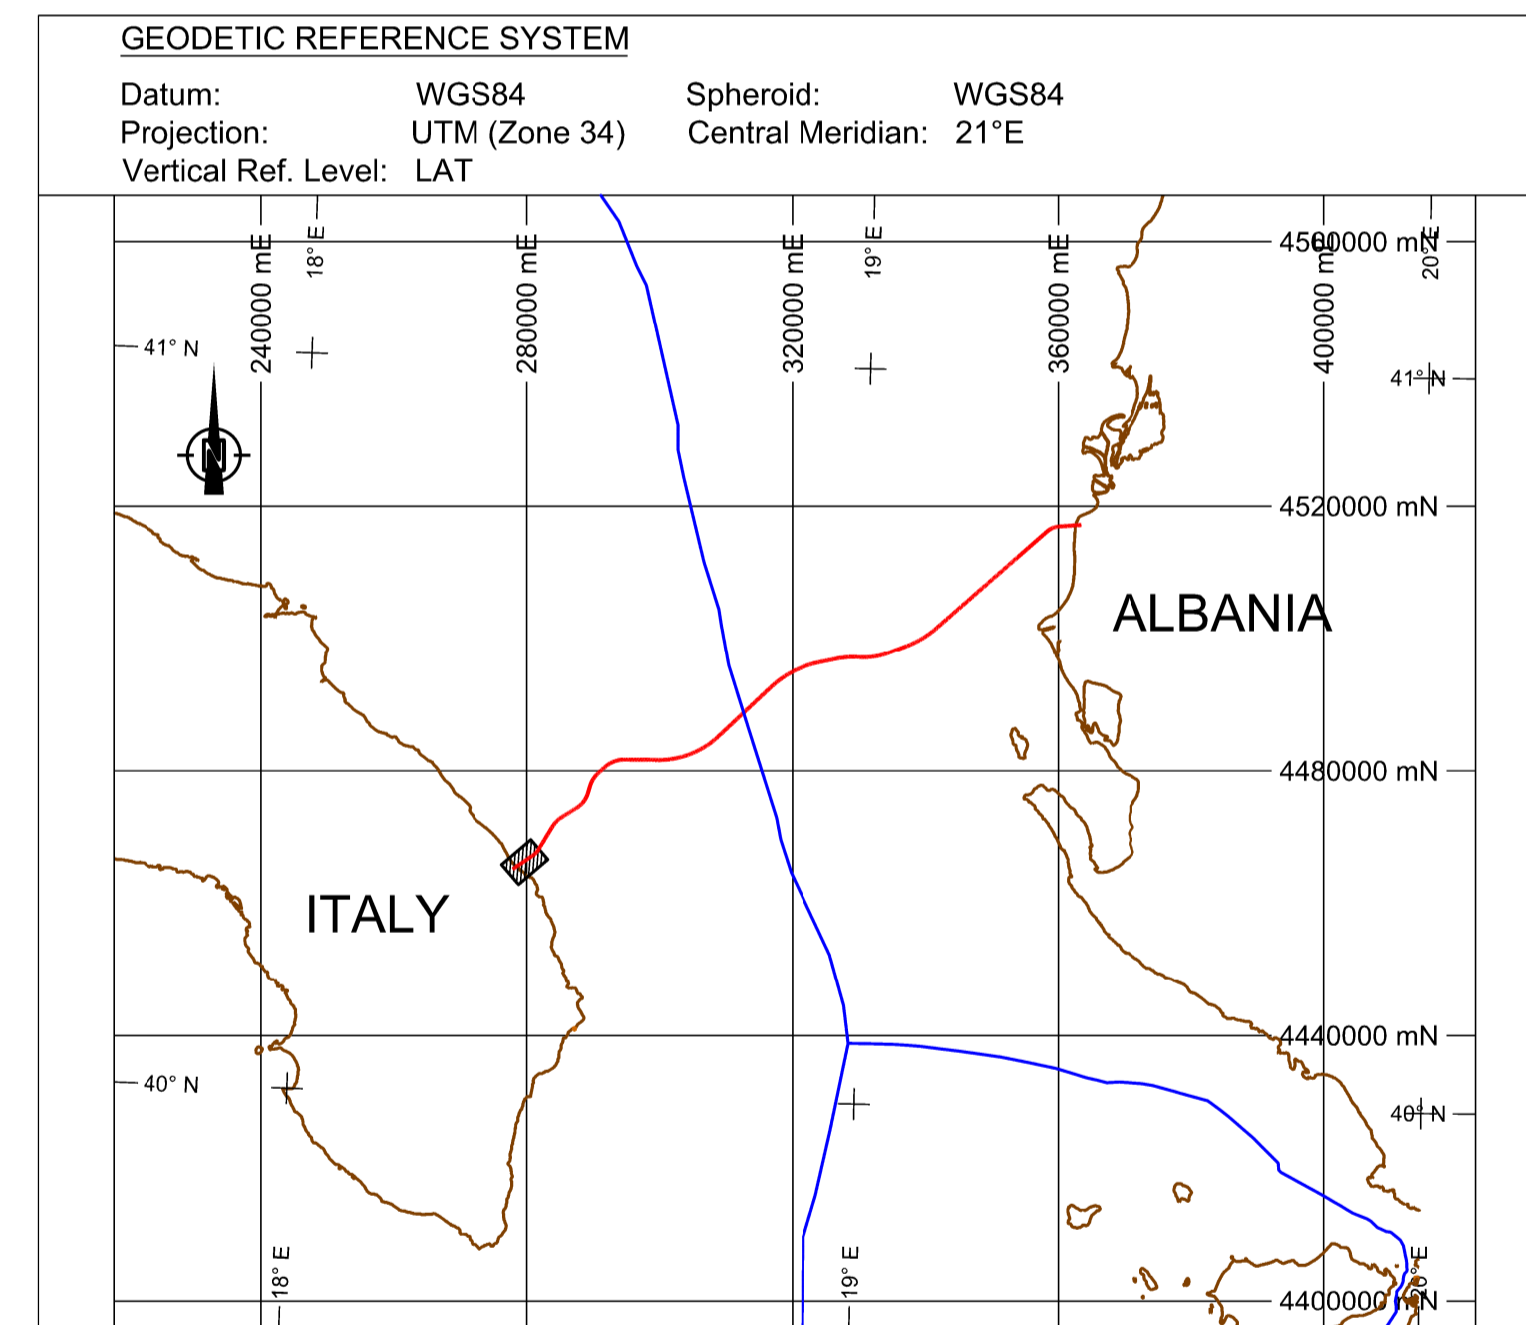 GEODETIC REFERENCE SYSTEM
Datum: WGS84 Spheroid: WGS84
Projection: UTM (Zone 34) Central Meridian: 21°E
Vertical Ref. Level: LAT
240000 mE
18° E
280000 mE
320000 mE
19° E
360000 mE
400000 mE
20° E
4560000 mN
41° N
41° N
N
4520000 mN
ALBANIA
4480000 mN
ITALY
4440000 mN
40° N
40° N
18° E
19° E
20° E
4400000 mN